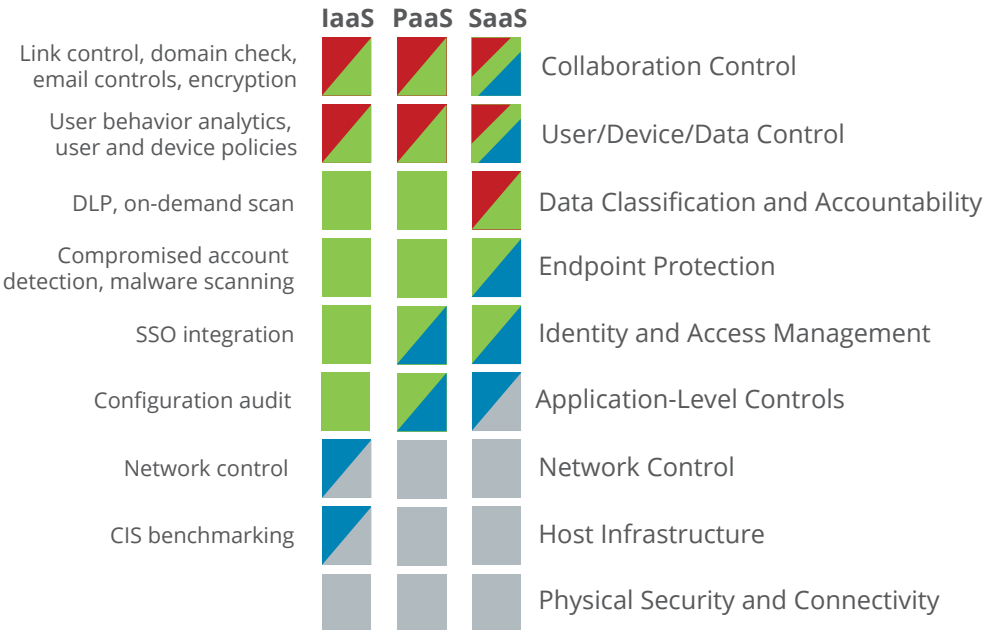 IaaS PaaS SaaS
Link control, domain check,
email controls, encryption
Collaboration Control
User behavior analytics,
user and device policies
User/Device/Data Control
DLP, on-demand scan
Data Classification and Accountability
Compromised account
detection, malware scanning
Endpoint Protection
SSO integration
Identity and Access Management
Configuration audit
Application-Level Controls
Network control
Network Control
CIS benchmarking
Host Infrastructure
Physical Security and Connectivity